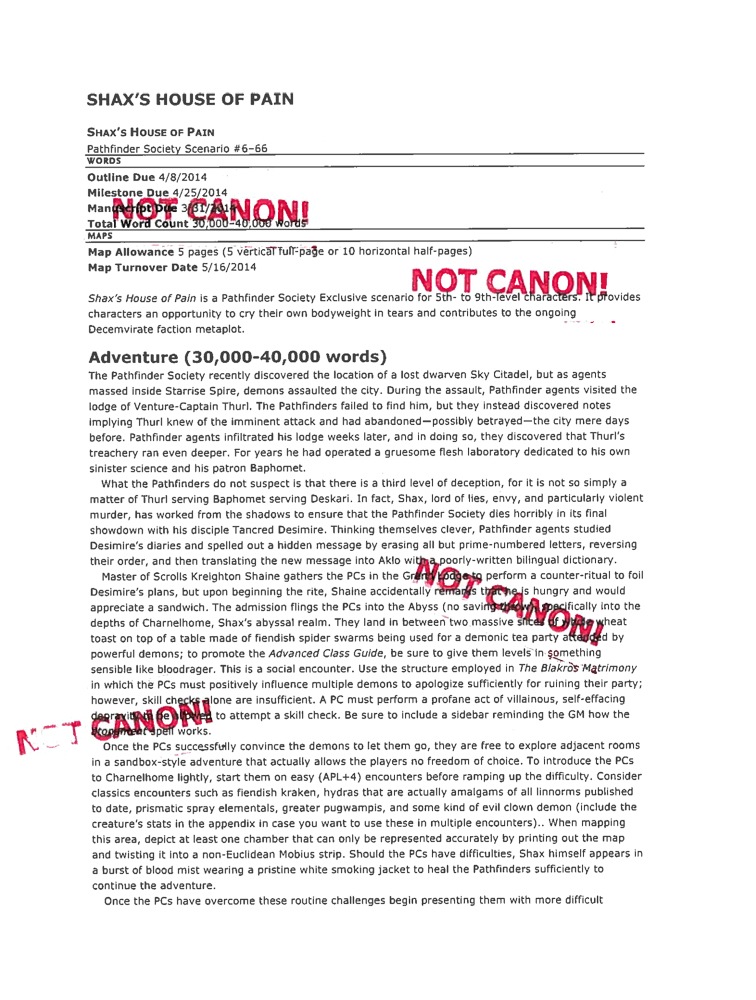 SHAX'S HOUSE OF PAIN
SHAX'S HOUSE OF PAIN
Pathfinder Society Scenario #6–66
WORDS
Outline Due 4/8/2014
Milestone Due 4/25/2014
Manuscript Due 3/31/2014
NOT CANON!
Total Word Count 30,000–40,000 words
MAPS
Map Allowance 5 pages (5 vertical full-page or 10 horizontal half-pages)
Map Turnover Date 5/16/2014
NOT CANON!
Shax's House of Pain is a Pathfinder Society Exclusive scenario for 5th- to 9th-level characters. It provides
characters an opportunity to cry their own bodyweight in tears and contributes to the ongoing
Decemvirate faction metaplot.
Adventure (30,000-40,000 words)
The Pathfinder Society recently discovered the location of a lost dwarven Sky Citadel, but as agents
massed inside Starrise Spire, demons assaulted the city. During the assault, Pathfinder agents visited the
lodge of Venture-Captain Thurl. The Pathfinders failed to find him, but they instead discovered notes
implying Thurl knew of the imminent attack and had abandoned—possibly betrayed—the city mere days
before. Pathfinder agents infiltrated his lodge weeks later, and in doing so, they discovered that Thurl's
treachery ran even deeper. For years he had operated a gruesome flesh laboratory dedicated to his own
sinister science and his patron Baphomet.
What the Pathfinders do not suspect is that there is a third level of deception, for it is not so simply a
matter of Thurl serving Baphomet serving Deskari. In fact, Shax, lord of lies, envy, and particularly violent
murder, has worked from the shadows to ensure that the Pathfinder Society dies horribly in its final
showdown with his disciple Tancred Desimire. Thinking themselves clever, Pathfinder agents studied
Desimire's diaries and spelled out a hidden message by erasing all but prime-numbered letters, reversing
their order, and then translating the new message into Aklo with a poorly-written bilingual dictionary.
Master of Scrolls Kreighton Shaine gathers the PCs in the Grand Lodge to perform a counter-ritual to foil
Desimire's plans, but upon beginning the rite, Shaine accidentally remarks that he is hungry and would
appreciate a sandwich. The admission flings the PCs into the Abyss (no saving throw), specifically into the
NOT CANON!
depths of Charnelhome, Shax's abyssal realm. They land in between two massive slices of whole wheat
toast on top of a table made of fiendish spider swarms being used for a demonic tea party attended by
powerful demons; to promote the Advanced Class Guide, be sure to give them levels in something
sensible like bloodrager. This is a social encounter. Use the structure employed in The Blakros Matrimony
in which the PCs must positively influence multiple demons to apologize sufficiently for ruining their party;
however, skill checks alone are insufficient. A PC must perform a profane act of villainous, self-effacing
depravity to be allowed to attempt a skill check. Be sure to include a sidebar reminding the GM how the
NOT CANON!
atonement spell works.
Once the PCs successfully convince the demons to let them go, they are free to explore adjacent rooms
in a sandbox-style adventure that actually allows the players no freedom of choice. To introduce the PCs
to Charnelhome lightly, start them on easy (APL+4) encounters before ramping up the difficulty. Consider
classics encounters such as fiendish kraken, hydras that are actually amalgams of all linnorms published
to date, prismatic spray elementals, greater pugwampis, and some kind of evil clown demon (include the
creature's stats in the appendix in case you want to use these in multiple encounters).. When mapping
this area, depict at least one chamber that can only be represented accurately by printing out the map
and twisting it into a non-Euclidean Mobius strip. Should the PCs have difficulties, Shax himself appears in
a burst of blood mist wearing a pristine white smoking jacket to heal the Pathfinders sufficiently to
continue the adventure.
Once the PCs have overcome these routine challenges begin presenting them with more difficult